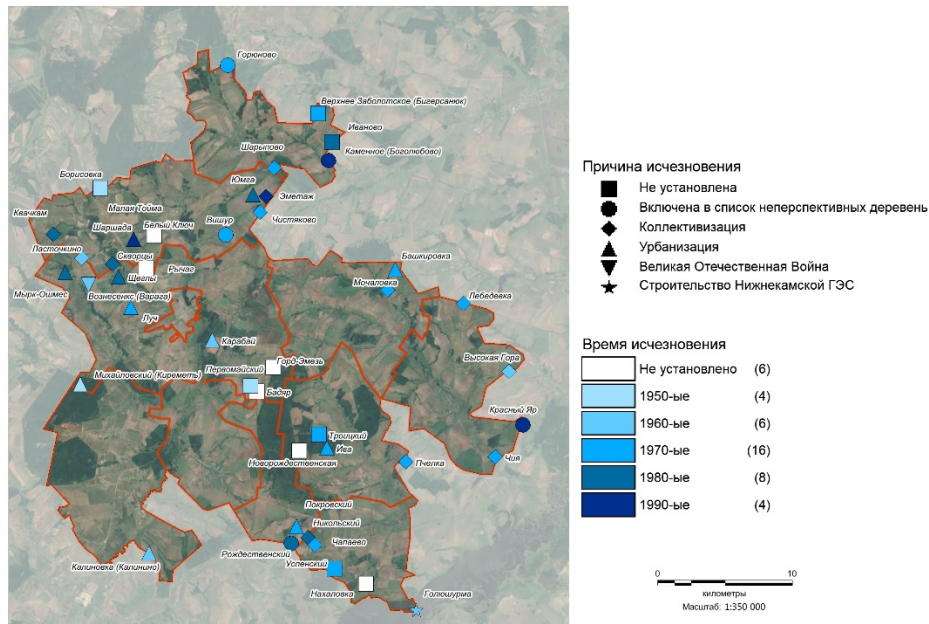 Горюново
Верхнее Заболотское (Бигерсанюк)
Иваново
Каменное (Боголюбово)
Шарыпово
Юмга
Эметаж
Чистяково
Борисовка
Малая Тойма
Белый Ключ
Вишур
Квачкам
Шаршада
Ласточкино
Скворцы
Рычаг
Щеглы
Мырк-Ошмес
Вознесенкс (Варага)
Луч
Башкировка
Мочаловка
Лебедевка
Карабай
Высокая Гора
Горд-Эмезь
Первомайский
Михайловский (Киреметь)
Бадяр
Красный Яр
Троицкий
Ива
Новорождественская
Пчелка
Чия
Покровский
Никольский
Чапаево
Рождественский
Успенский
Калиновка (Калинино)
Нахаловка
Голюшурма
Причина исчезновения
Не установлена
Включена в список неперспективных деревень
Коллективизация
Урбанизация
Великая Отечественная Война
Строительство Нижнекамской ГЭС
Время исчезновения
Не установлено (6)
1950-ые (4)
1960-ые (6)
1970-ые (16)
1980-ые (8)
1990-ые (4)
0 10
километры
Масштаб: 1:350 000